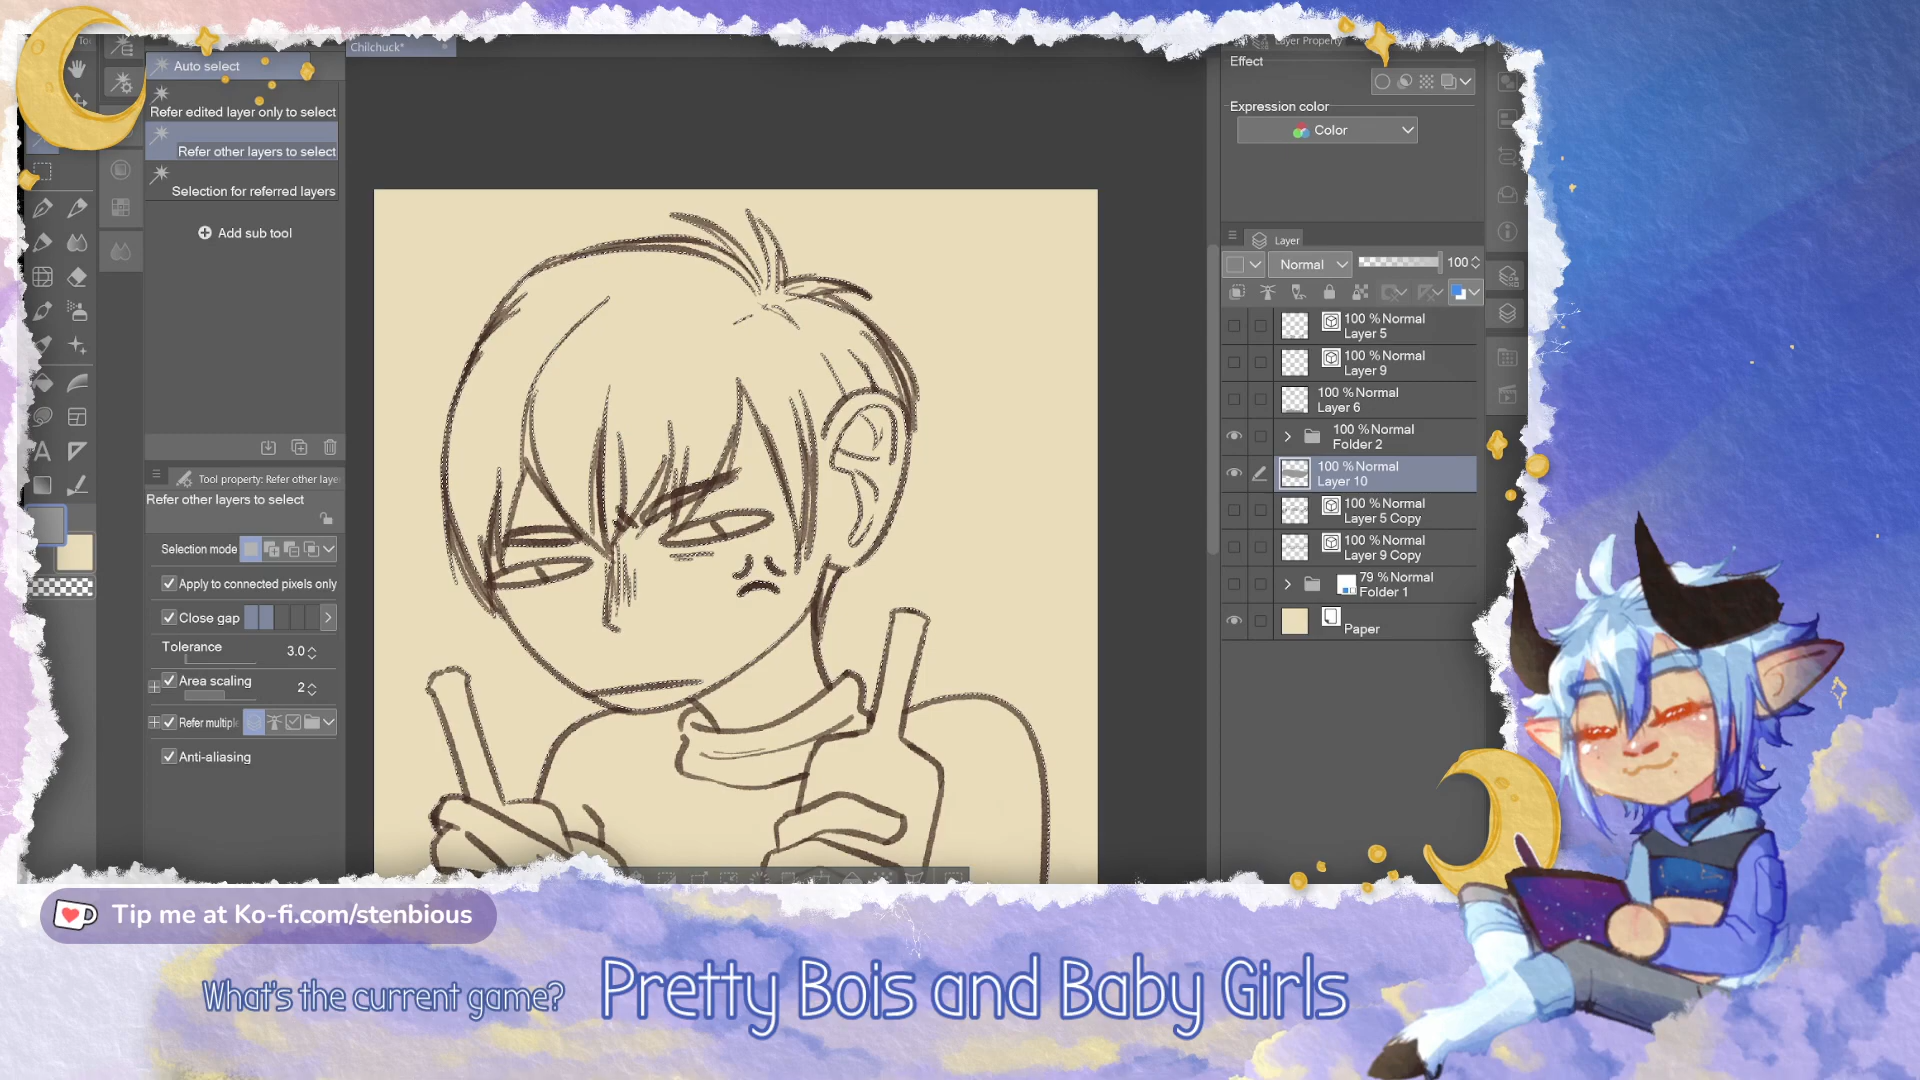 Chilchuck*
Layer Property
Auto select
Refer edited layer only to select
Refer other layers to select
Selection for referred layers
Add sub tool
Tool property: Refer other laye
Refer other layers to select
Selection mode
Apply to connected pixels only
Close gap
Tolerance 3.0
Area scaling 2
Refer multipl
Anti-aliasing
Effect
Expression color
Color
Layer
Normal 100
100 %Normal
Layer 5
100 %Normal
Layer 9
100 %Normal
Layer 6
100 %Normal
Folder 2
100 %Normal
Layer 10
100 %Normal
Layer 5 Copy
100 %Normal
Layer 9 Copy
79 %Normal
Folder 1
Paper
Tip me at Ko-fi.com/stenbious
What's the current game? Pretty Bois and Baby Girls